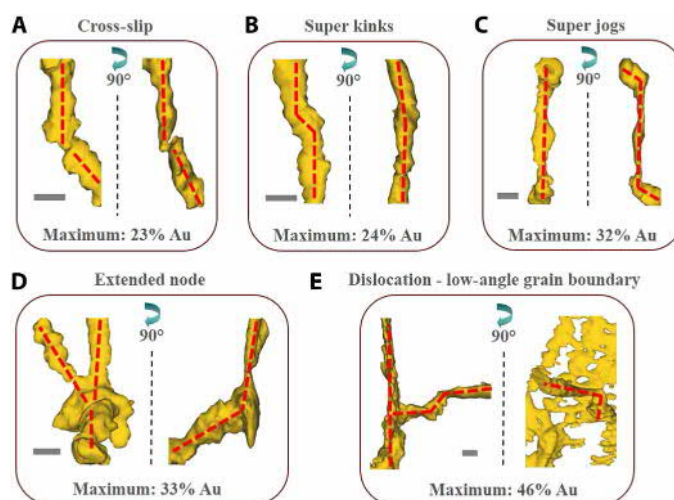 A Cross-slip
90°
Maximum: 23% Au
B Super kinks
90°
Maximum: 24% Au
C Super jogs
90°
Maximum: 32% Au
D Extended node
90°
Maximum: 33% Au
E Dislocation - low-angle grain boundary
90°
Maximum: 46% Au